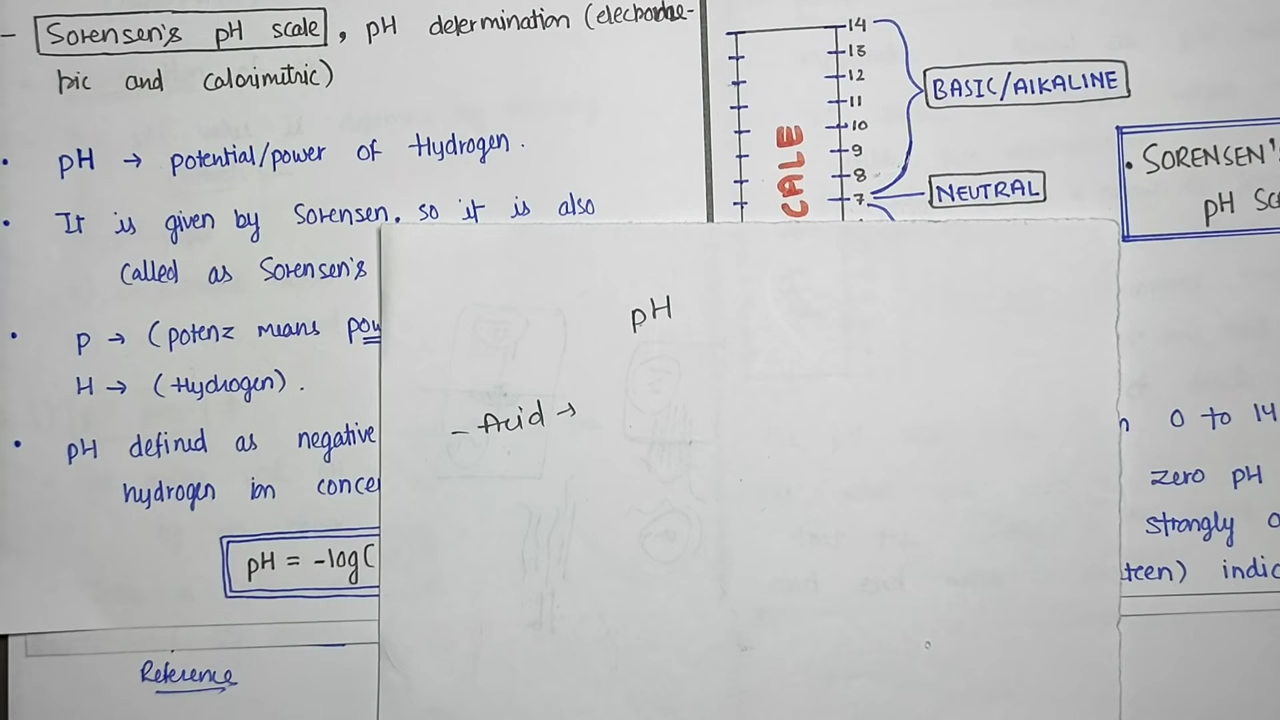 - Sorensen's pH scale, pH determination (electrome-
tric and calorimetric)
• pH → potential/power of Hydrogen.
• It is given by Sorensen. so it is also
called as Sorensen's
• P → (potenz means pow
H → (Hydrogen).
• pH defined as negative
hydrogen ion concen
pH = -log(
Reference
14
13
12
11
10
9
8
7
CALE
BASIC/AlKALINE
NEUTRAL
• SORENSEN'S
pH SC
pH
- Acid →
0 to 14
zero pH
strongly
teen) indic